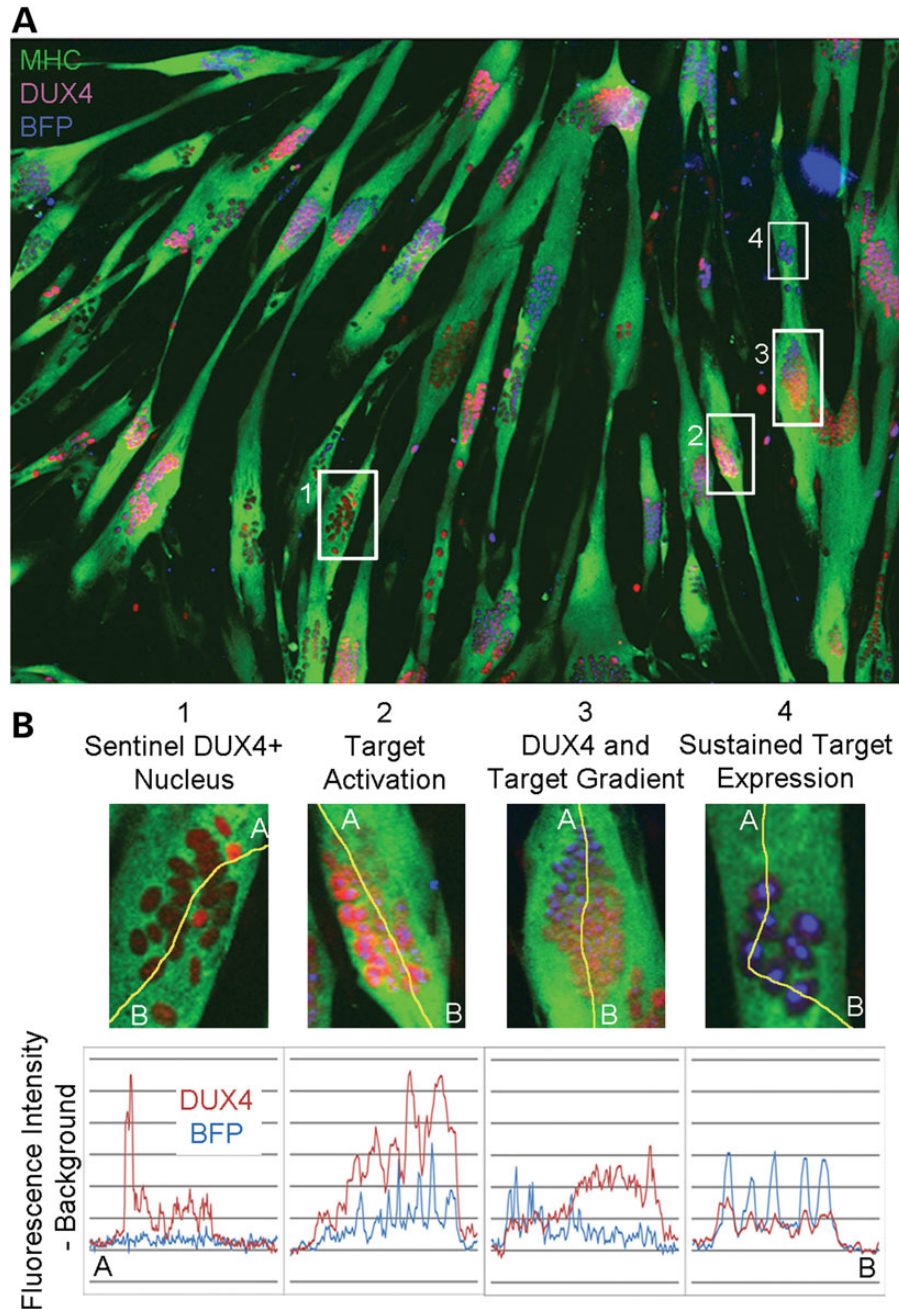 A
MHC
DUX4
BFP
4
3
2
1
B
1
Sentinel DUX4+
Nucleus
2
Target
Activation
3
DUX4 and
Target Gradient
4
Sustained Target
Expression
A
B
A
B
A
B
A
B
Fluorescence Intensity
- Background
DUX4
BFP
A
B